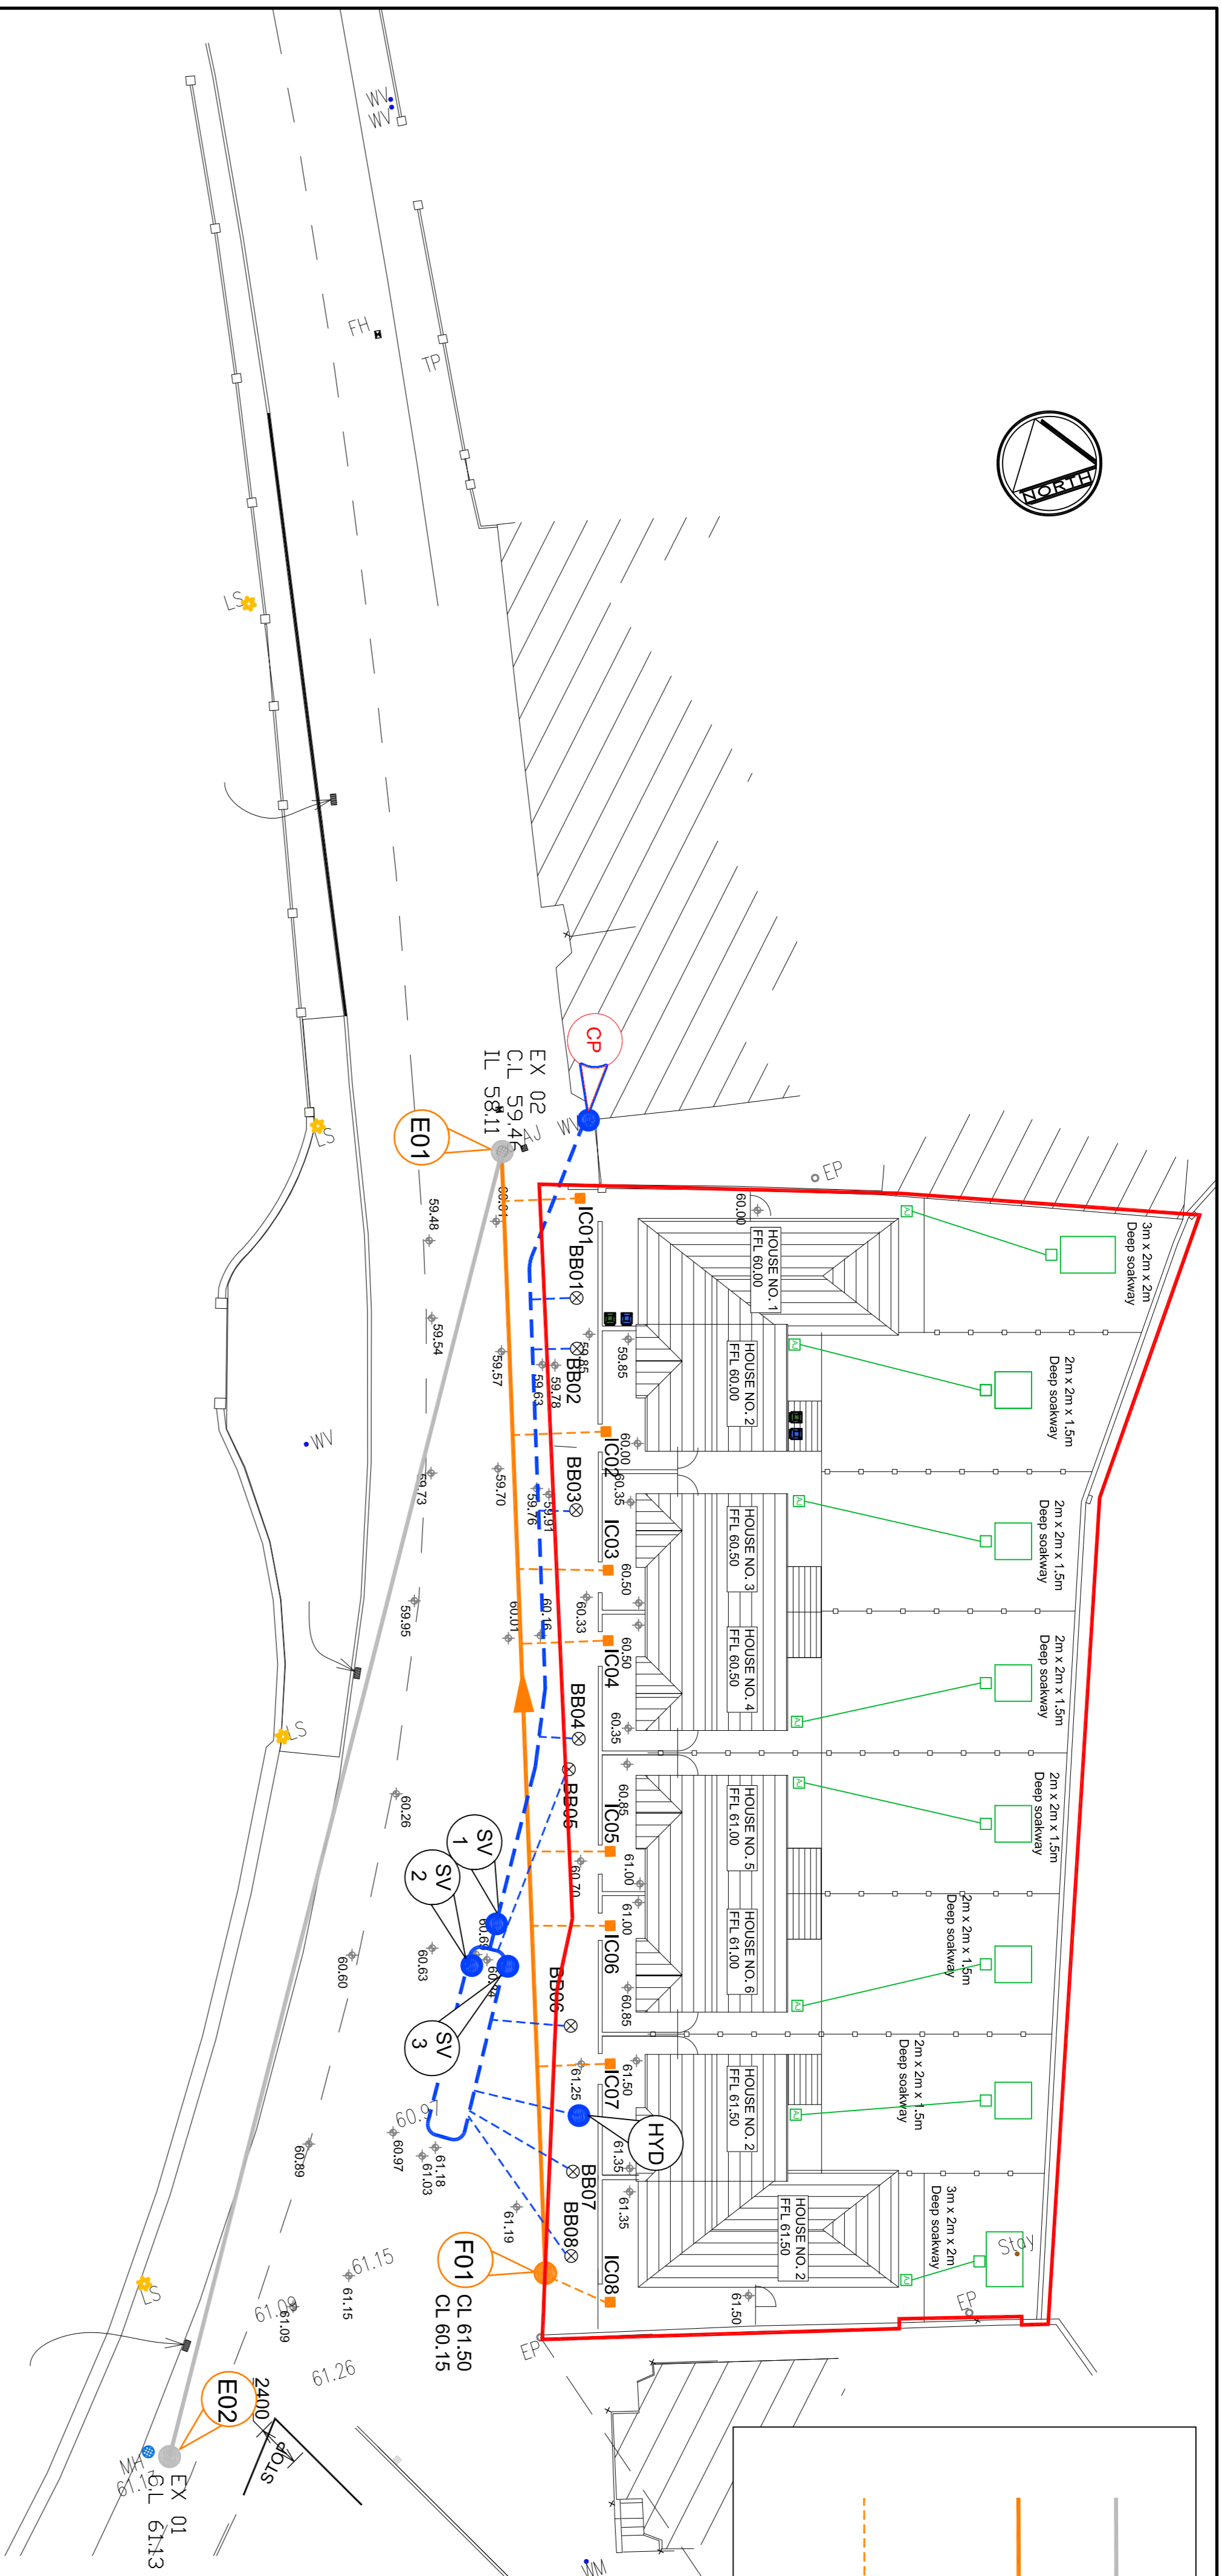 WV
WV
FH
TP
NORTH
LS
EX 02
C.L 59.46
IL 58.11
CP
WV
AJ
E01
LS
EP
60.00
IC01
BB01
59.48
59.54
59.57
59.63
59.78
BB02
59.85
59.85
HOUSE NO. 1
FFL 60.00
HOUSE NO. 2
FFL 60.00
AJ
3m x 2m x 2m
Deep soakway
AJ
2m x 2m x 1.5m
Deep soakway
WV
59.73
59.70
59.76
59.91
BB03
IC02
60.00
60.35
IC03
60.50
HOUSE NO. 3
FFL 60.50
AJ
2m x 2m x 1.5m
Deep soakway
59.95
60.01
60.16
60.33
60.50
IC04
HOUSE NO. 4
FFL 60.50
AJ
2m x 2m x 1.5m
Deep soakway
LS
60.26
BB04
60.35
BB05
60.85
IC05
HOUSE NO. 5
FFL 61.00
AJ
2m x 2m x 1.5m
Deep soakway
SV
1
SV
2
60.70
61.00
61.00
IC06
HOUSE NO. 6
FFL 61.00
AJ
2m x 2m x 1.5m
Deep soakway
60.60
60.63
SV
3
BB06
60.85
IC07
61.50
61.25
HYD
61.35
HOUSE NO. 2
FFL 61.50
AJ
2m x 2m x 1.5m
Deep soakway
60.97
60.97
60.89
61.18
61.03
61.19
BB07
BB08
61.35
IC08
HOUSE NO. 2
FFL 61.50
AJ
3m x 2m x 2m
Deep soakway
Stay
F01
CL 61.50
CL 60.15
61.50
EP
EP
LS
61.15
61.15
61.09
61.09
61.26
E02
2400
STOP
MH
EX 01
C.L 61.13
WM